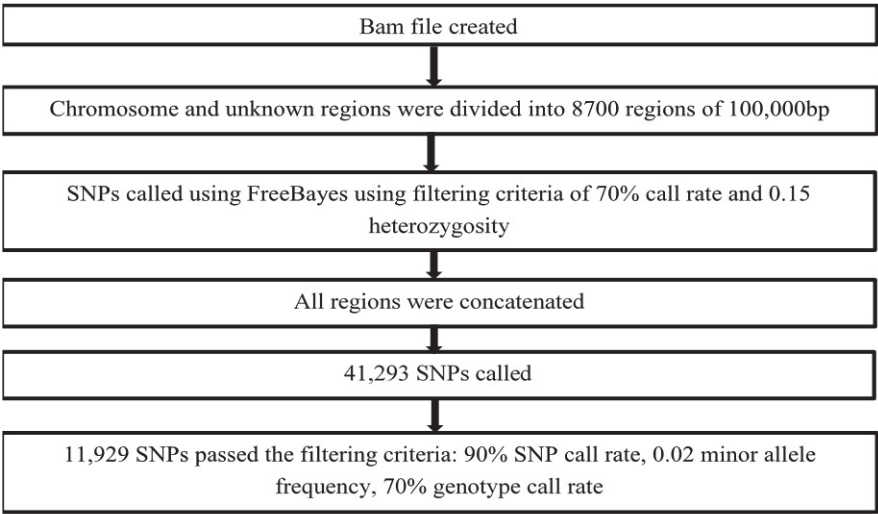 Bam file created
Chromosome and unknown regions were divided into 8700 regions of 100,000bp
SNPs called using FreeBayes using filtering criteria of 70% call rate and 0.15
heterozygosity
All regions were concatenated
41,293 SNPs called
11,929 SNPs passed the filtering criteria: 90% SNP call rate, 0.02 minor allele
frequency, 70% genotype call rate